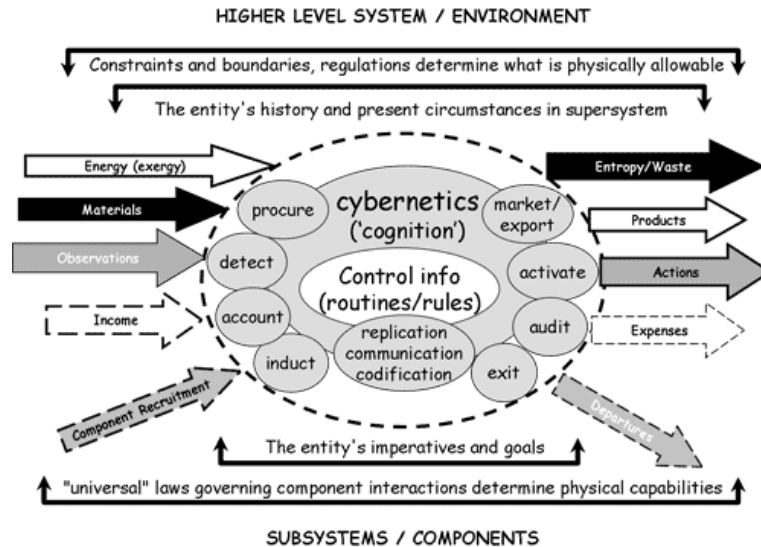 HIGHER LEVEL SYSTEM / ENVIRONMENT
Constraints and boundaries, regulations determine what is physically allowable
The entity's history and present circumstances in supersystem
Energy (exergy)
Materials
Observations
Income
Component Recruitment
procure
detect
account
induct
cybernetics
('cognition')
Control info
(routines/rules)
replication
communication
codification
market/
export
activate
audit
exit
Entropy/Waste
Products
Actions
Expenses
Departures
The entity's imperatives and goals
"universal" laws governing component interactions determine physical capabilities
SUBSYSTEMS / COMPONENTS